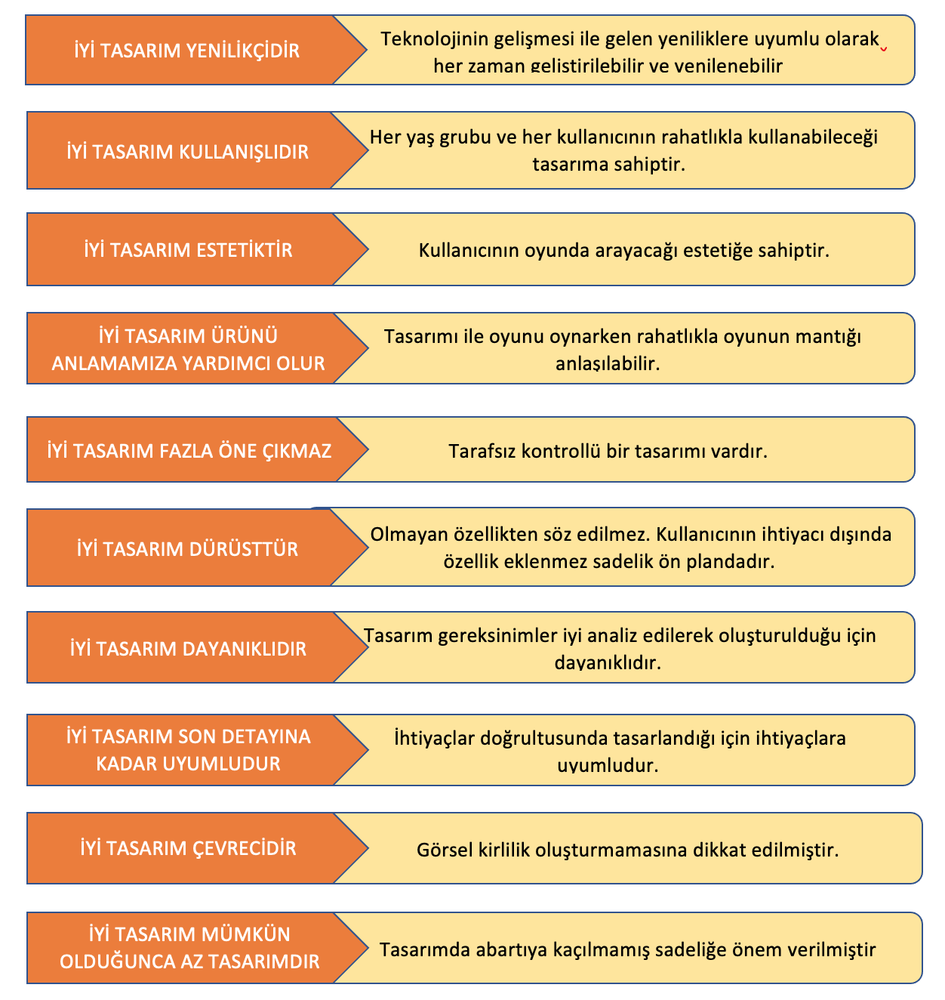 İYİ TASARIM YENİLİKÇİDİR
Teknolojinin gelişmesi ile gelen yeniliklere uyumlu olarak
her zaman geliştirilebilir ve yenilenebilir
İYİ TASARIM KULLANIŞLIDIR
Her yaş grubu ve her kullanıcının rahatlıkla kullanabileceği
tasarıma sahiptir.
İYİ TASARIM ESTETİKTİR
Kullanıcının oyunda arayacağı estetiğe sahiptir.
İYİ TASARIM ÜRÜNÜ
ANLAMAMIZA YARDIMCI OLUR
Tasarımı ile oyunu oynarken rahatlıkla oyunun mantığı
anlaşılabilir.
İYİ TASARIM FAZLA ÖNE ÇIKMAZ
Tarafsız kontrollü bir tasarımı vardır.
İYİ TASARIM DÜRÜSTTÜR
Olmayan özellikten söz edilmez. Kullanıcının ihtiyacı dışında
özellik eklenmez sadelik ön plandadır.
İYİ TASARIM DAYANIKLIDIR
Tasarım gereksinimler iyi analiz edilerek oluşturulduğu için
dayanıklıdır.
İYİ TASARIM SON DETAYINA
KADAR UYUMLUDUR
İhtiyaçlar doğrultusunda tasarlandığı için ihtiyaçlara
uyumludur.
İYİ TASARIM ÇEVRECİDİR
Görsel kirlilik oluşturmamasına dikkat edilmiştir.
İYİ TASARIM MÜMKÜN
OLDUĞUNCA AZ TASARIMDIR
Tasarımda abartıya kaçılmamış sadeliğe önem verilmiştir